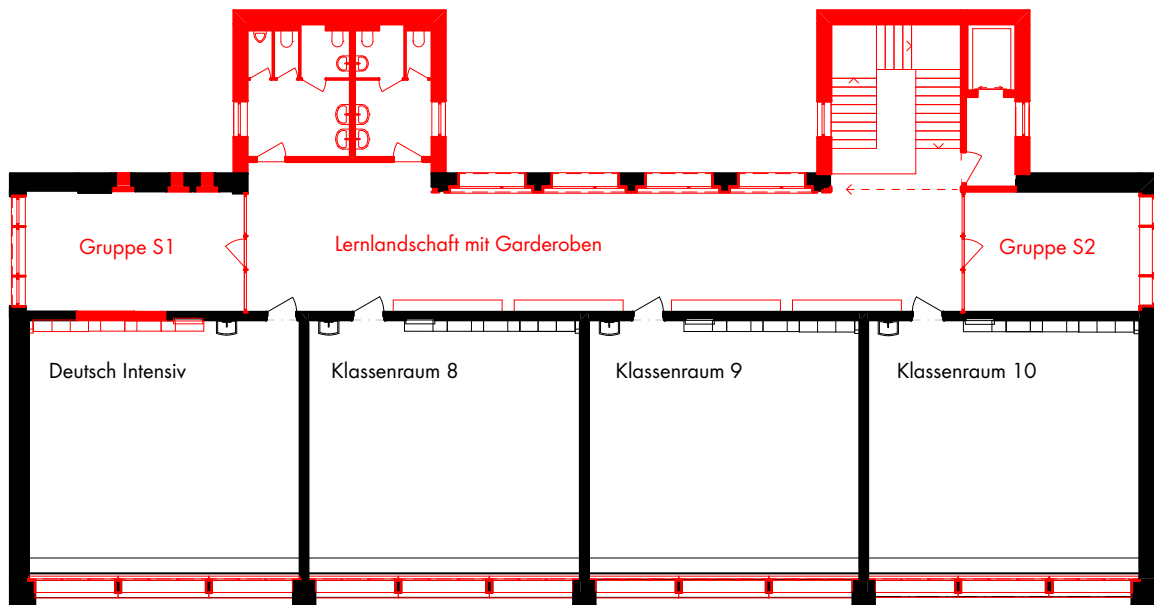 Gruppe S1
Lernlandschaft mit Garderoben
Gruppe S2
Deutsch Intensiv
Klassenraum 8
Klassenraum 9
Klassenraum 10